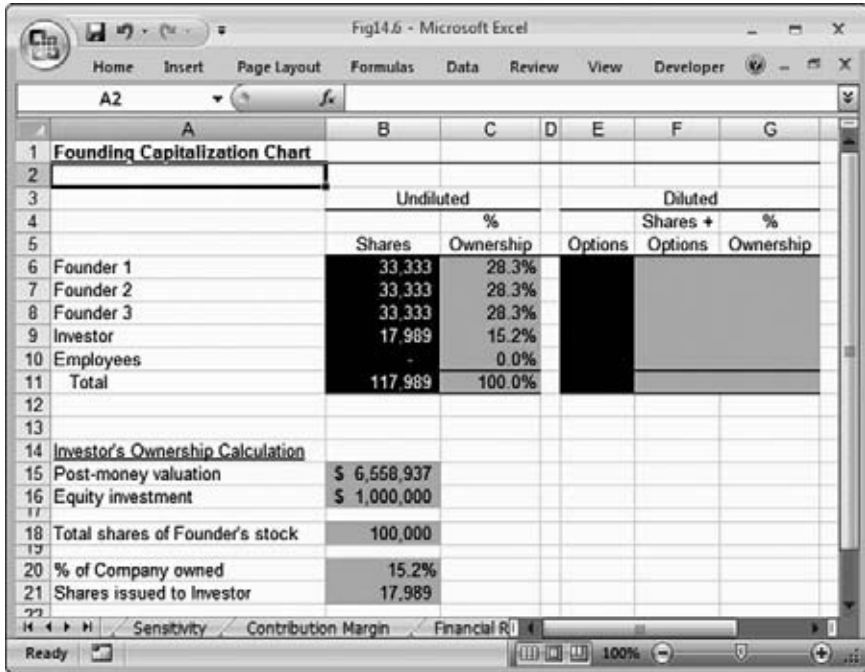 Fig14.6 - Microsoft Excel
Home Insert Page Layout Formulas Data Review View Developer
A2 fx
A B C D E F G
1 Founding Capitalization Chart
2
3 Undiluted Diluted
4 % Shares + %
5 Shares Ownership Options Options Ownership
6 Founder 1 33,333 28.3%
7 Founder 2 33,333 28.3%
8 Founder 3 33,333 28.3%
9 Investor 17,989 15.2%
10 Employees - 0.0%
11 Total 117,989 100.0%
12
13
14 Investor's Ownership Calculation
15 Post-money valuation $ 6,558,937
16 Equity investment $ 1,000,000
17
18 Total shares of Founder's stock 100,000
19
20 % of Company owned 15.2%
21 Shares issued to Investor 17,989
22
Sensitivity Contribution Margin Financial R
Ready 100%